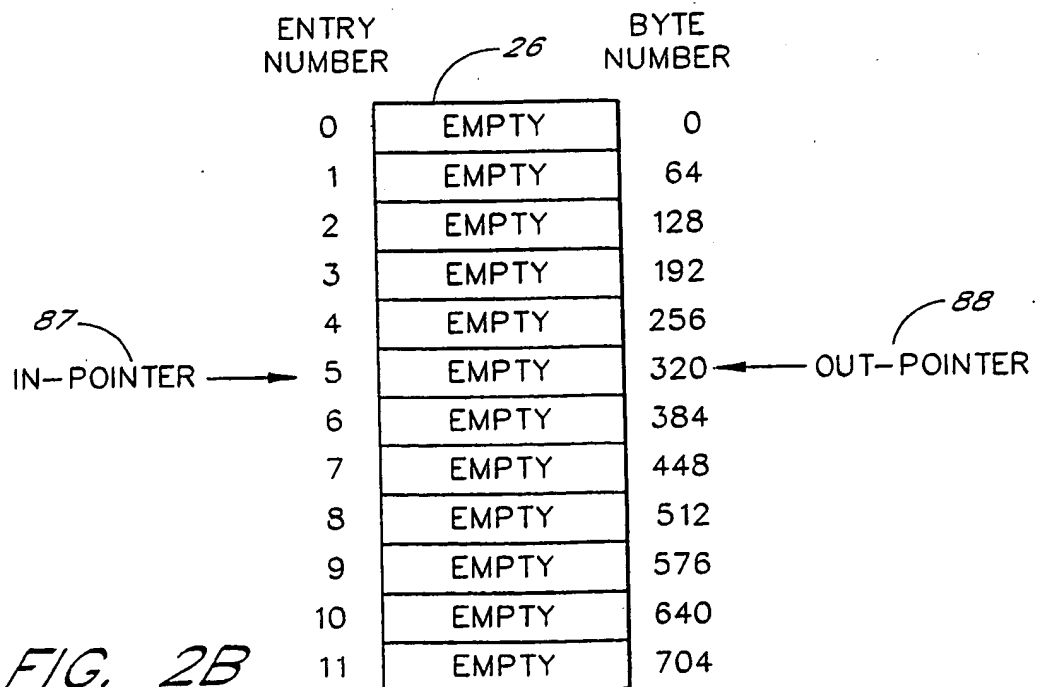 ENTRY NUMBER 26 BYTE NUMBER
0 EMPTY 0
1 EMPTY 64
2 EMPTY 128
3 EMPTY 192
87 4 EMPTY 256 88
IN-POINTER 5 EMPTY 320 OUT-POINTER
6 EMPTY 384
7 EMPTY 448
8 EMPTY 512
9 EMPTY 576
10 EMPTY 640
FIG. 2B 11 EMPTY 704